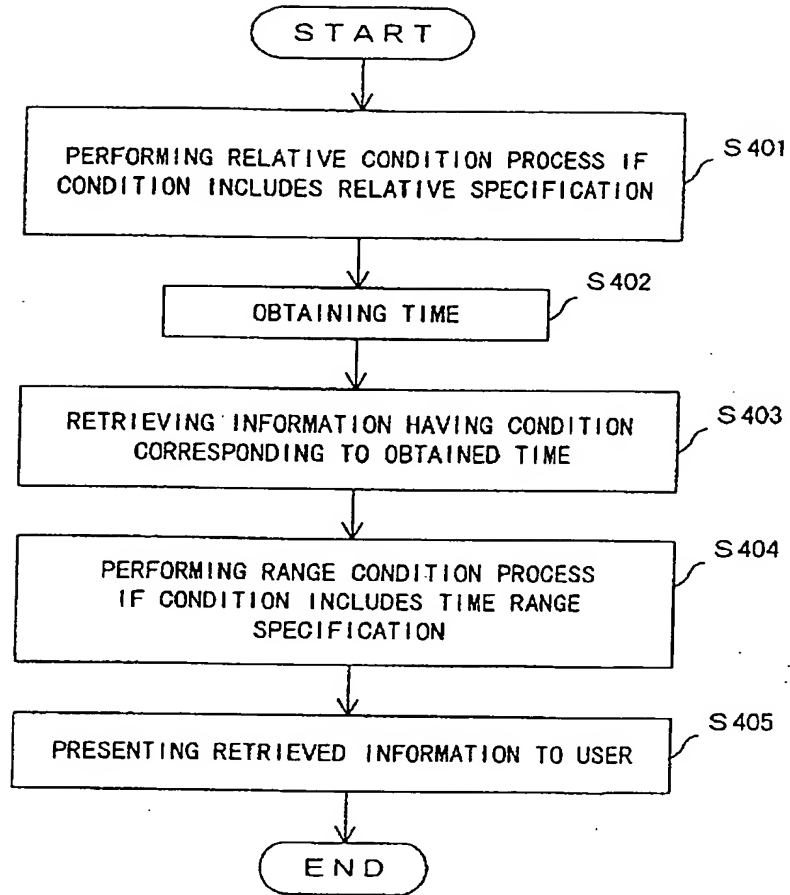 START
PERFORMING RELATIVE CONDITION PROCESS IF
CONDITION INCLUDES RELATIVE SPECIFICATION
S401
OBTAINING TIME
S402
RETRIEVING INFORMATION HAVING CONDITION
CORRESPONDING TO OBTAINED TIME
S403
PERFORMING RANGE CONDITION PROCESS
IF CONDITION INCLUDES TIME RANGE
SPECIFICATION
S404
PRESENTING RETRIEVED INFORMATION TO USER
S405
END